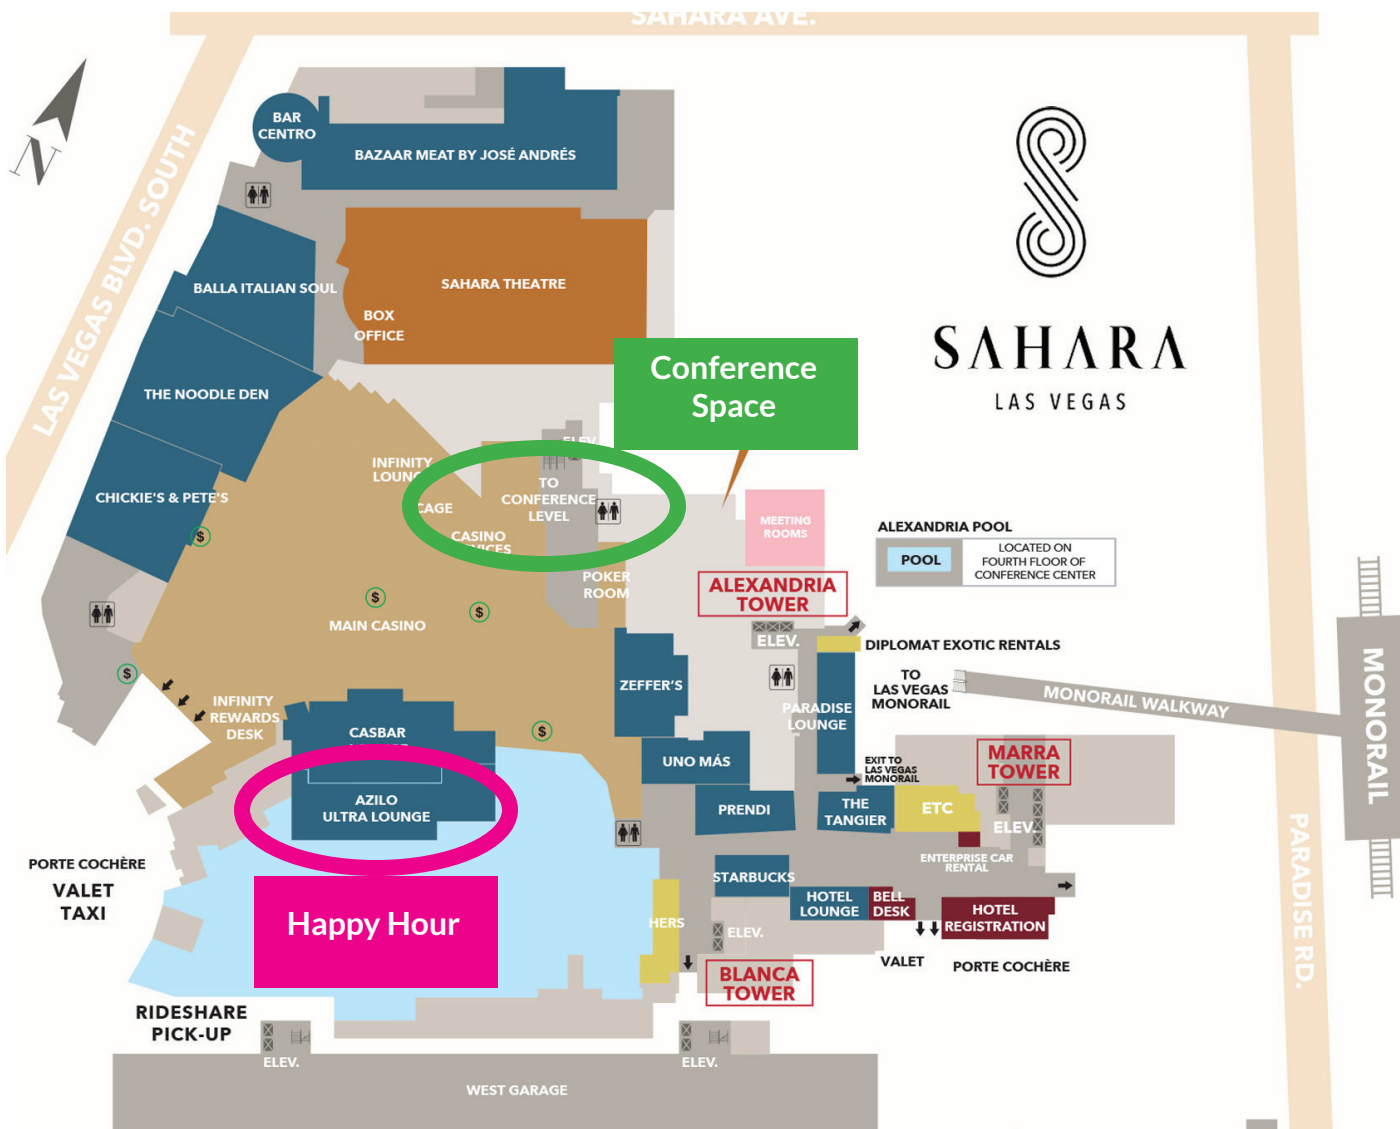 SAHARA AVE.
LAS VEGAS BLVD. SOUTH
N
BAR
CENTRO
BAZAAR MEAT BY JOSÉ ANDRÉS
BALLA ITALIAN SOUL
SAHARA THEATRE
BOX
OFFICE
THE NOODLE DEN
CHICKIE'S & PETE'S
SAHARA
LAS VEGAS
Conference
Space
ELEV.
INFINITY
LOUNGE
CAGE
TO
CONFERENCE
LEVEL
CASINO
SERVICES
POKER
ROOM
MEETING
ROOMS
ALEXANDRIA POOL
POOL
LOCATED ON
FOURTH FLOOR OF
CONFERENCE CENTER
ALEXANDRIA
TOWER
ELEV.
$
$
$
$
$
MAIN CASINO
DIPLOMAT EXOTIC RENTALS
TO
LAS VEGAS
MONORAIL
MONORAIL WALKWAY
MONORAIL
PARADISE RD.
ZEFFER'S
PARADISE
LOUNGE
INFINITY
REWARDS
DESK
CASBAR
LOUNGE
UNO MÁS
EXIT TO
LAS VEGAS
MONORAIL
MARRA
TOWER
AZILO
ULTRA LOUNGE
PRENDI
THE
TANGIER
ETC
ELEV.
ENTERPRISE CAR
RENTAL
PORTE COCHÈRE
VALET
TAXI
STARBUCKS
HOTEL
LOUNGE
BELL
DESK
HOTEL
REGISTRATION
Happy Hour
HERS
ELEV.
VALET
PORTE COCHÈRE
BLANCA
TOWER
RIDESHARE
PICK-UP
ELEV.
ELEV.
WEST GARAGE